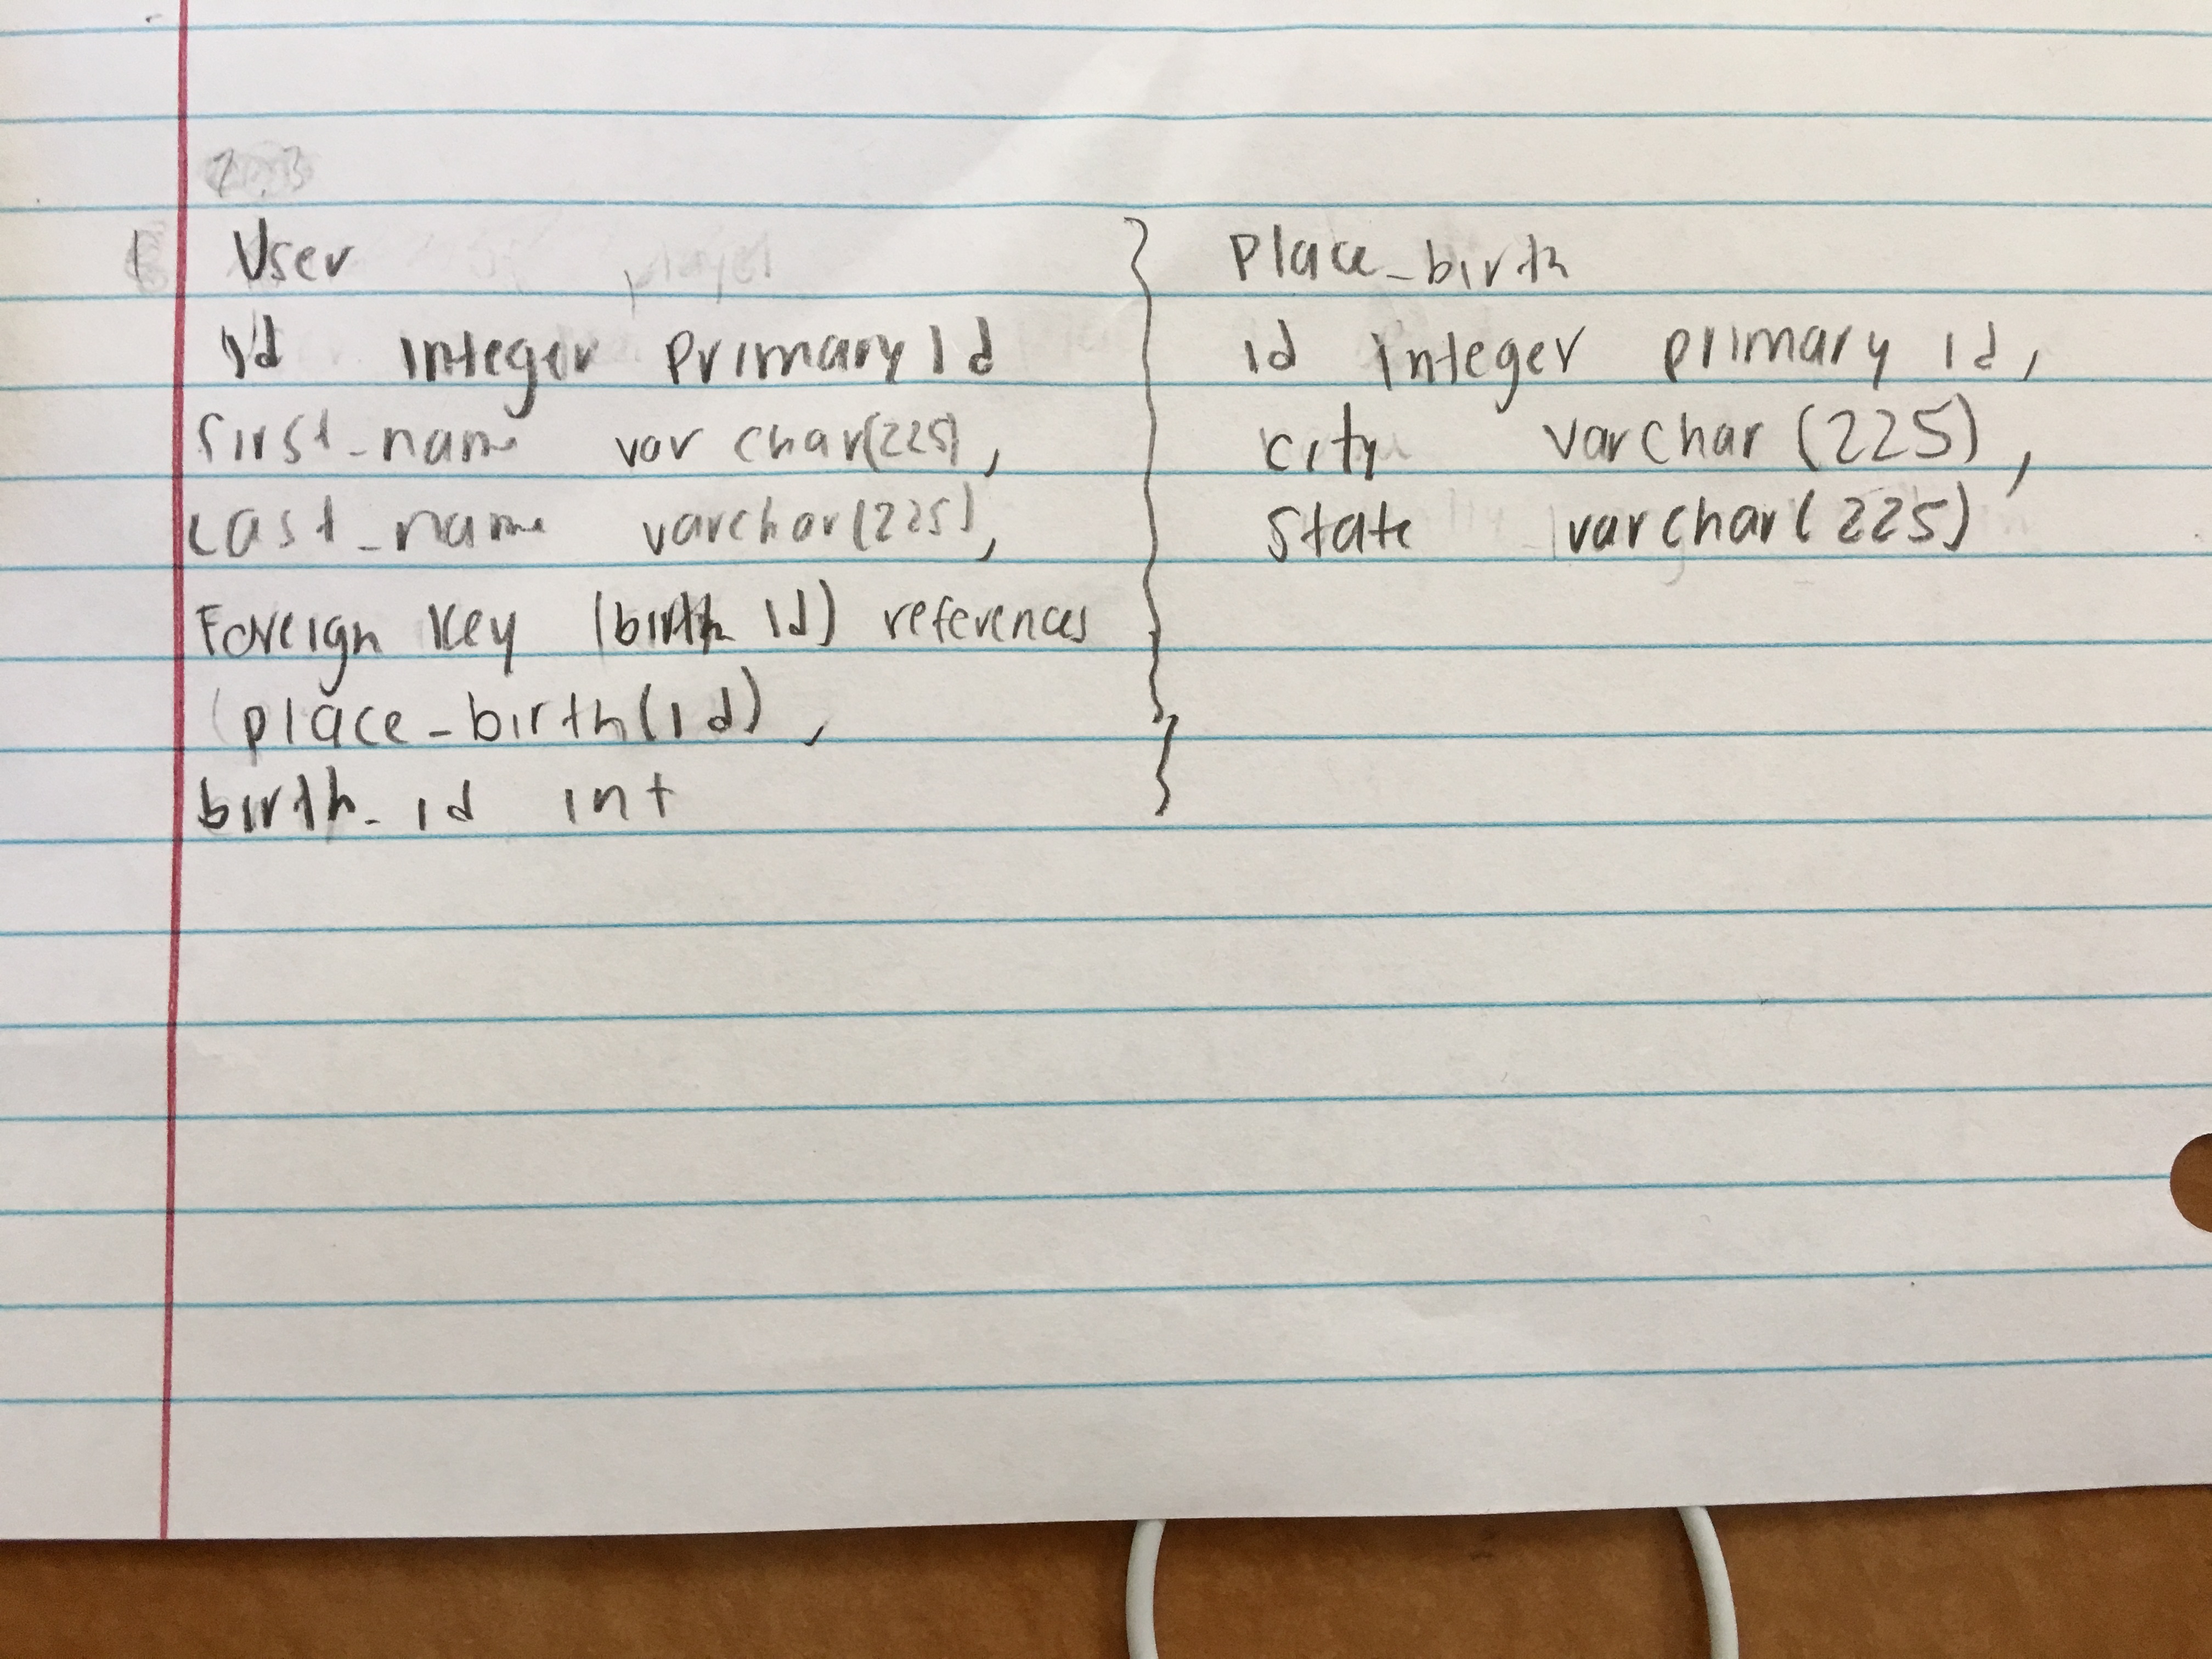 User
id Integer Primary Id
first_name varchar(225),
Last_name varchar(225),
Foreign Key (birth id) references
(place_birth(id),
birth_id int
Place_birth
id Integer primary id,
city varchar (225),
state varchar(225),